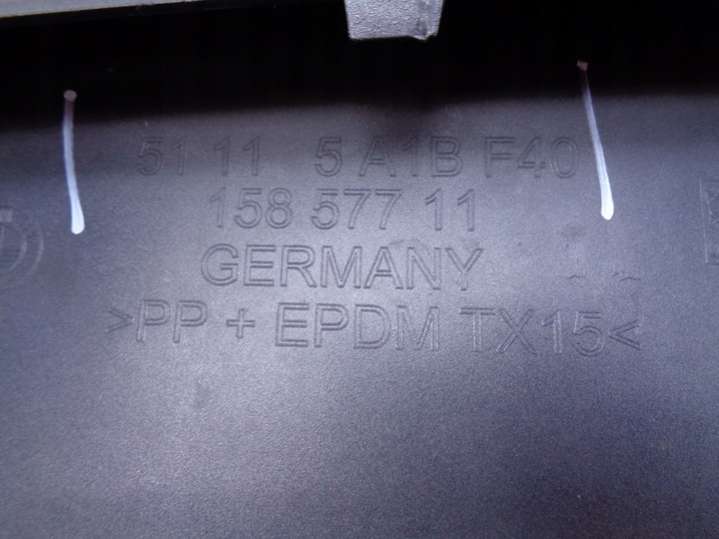 51 11 5 A1B F40
158 577 11
GERMANY
>PP + EPDM TX15<